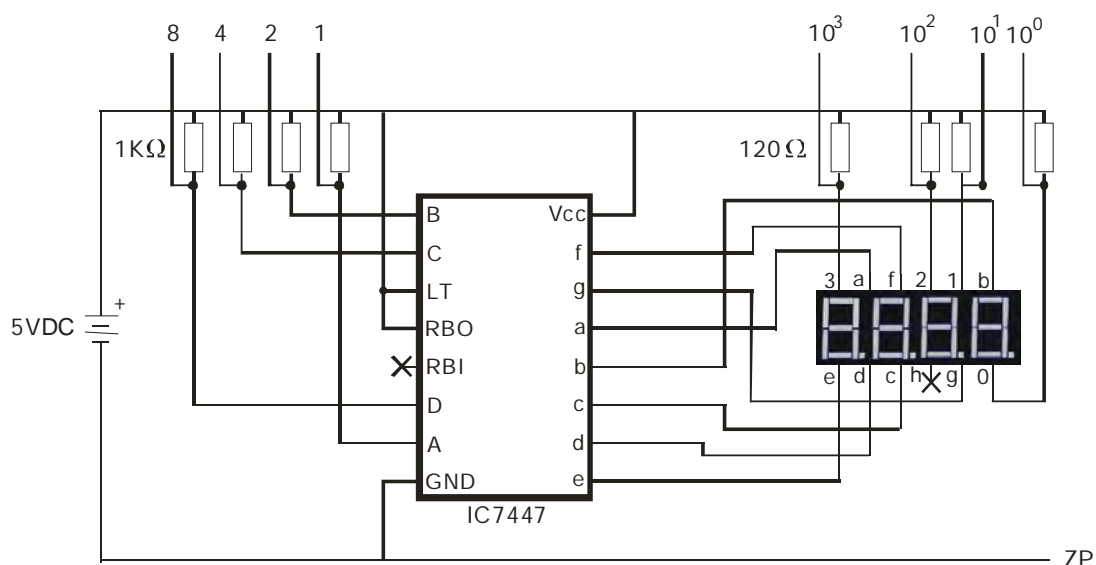 8 4 2 1 10³ 10² 10¹ 10⁰
1KΩ 120Ω
B Vcc
C f
LT g
RBO a
RBI b
D c
A d
GND e
IC7447
3 a f 2 1 b
e d c h g 0
+
5VDC
ZP